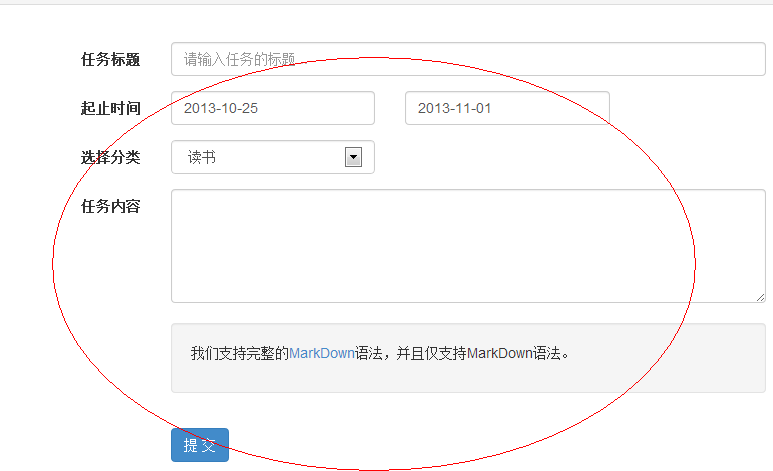 任务标题 请输入任务的标题
起止时间 2013-10-25 2013-11-01
选择分类 读书
任务内容
我们支持完整的MarkDown语法，并且仅支持MarkDown语法。
提 交